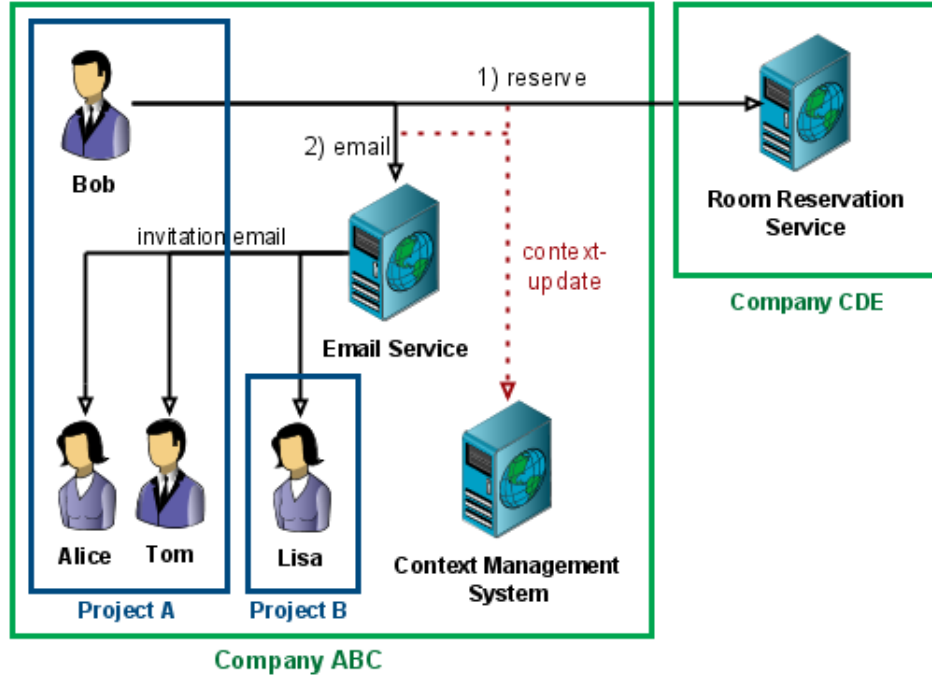 1) reserve
2) email
Bob
Room Reservation
Service
invitation email
context-
update
Company CDE
Email Service
Alice
Tom
Lisa
Context Management
System
Project A
Project B
Company ABC